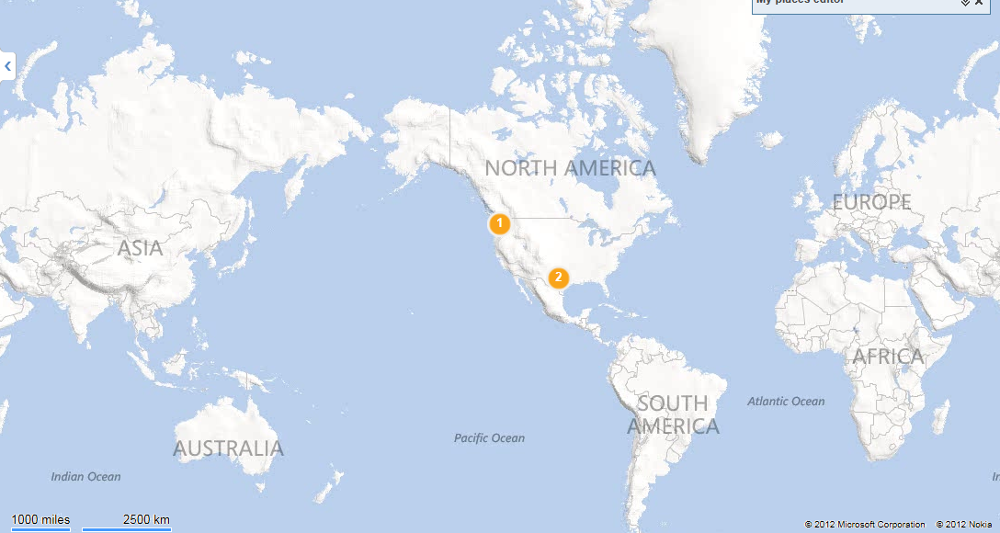 My places editor
NORTH AMERICA
1
EUROPE
ASIA
2
AFRICA
SOUTH
AMERICA
Atlantic Ocean
Pacific Ocean
AUSTRALIA
Indian Ocean
In
1000 miles
2500 km
© 2012 Microsoft Corporation © 2012 Nokia